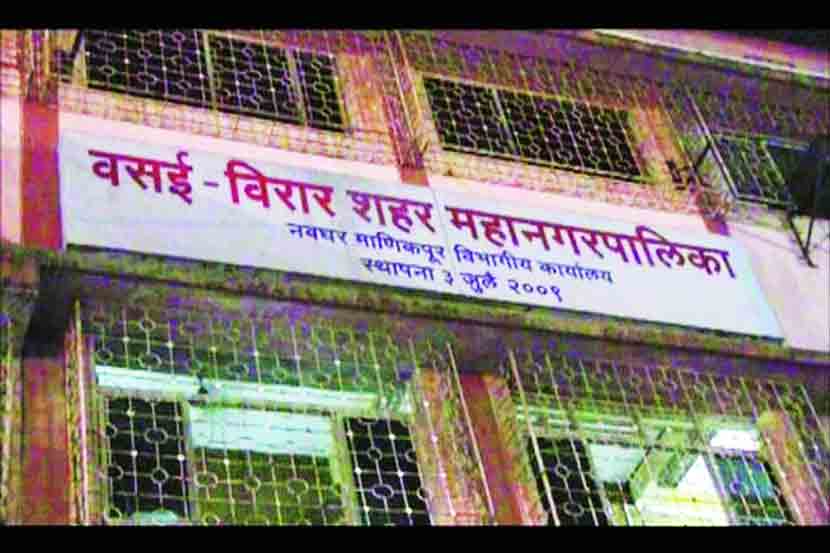 वसई - विरार शहर महानगरपालिका
नवघर माणिकपूर विभागीय कार्यालय
स्थापना ३ जुलै २००९